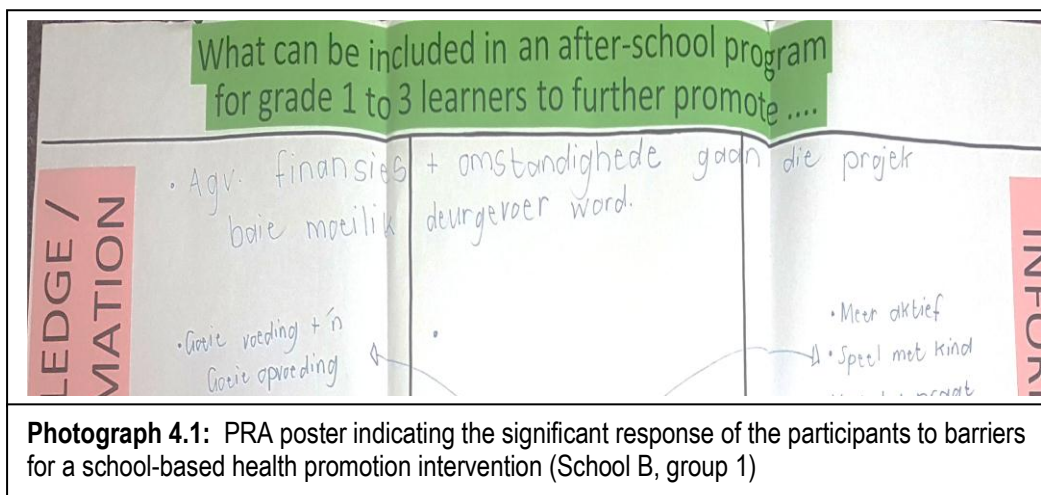 What can be included in an after-school program
for grade 1 to 3 learners to further promote ....
• Agv. finansies + omstandighede gaan die projek
baie moeilik deurgevoer word.
LEDGE /
MATION
• Goeie voeding + 'n
Goeie opvoeding
•
• Meer aktief
• Speel met kind
praat
INFOR
Photograph 4.1: PRA poster indicating the significant response of the participants to barriers
for a school-based health promotion intervention (School B, group 1)